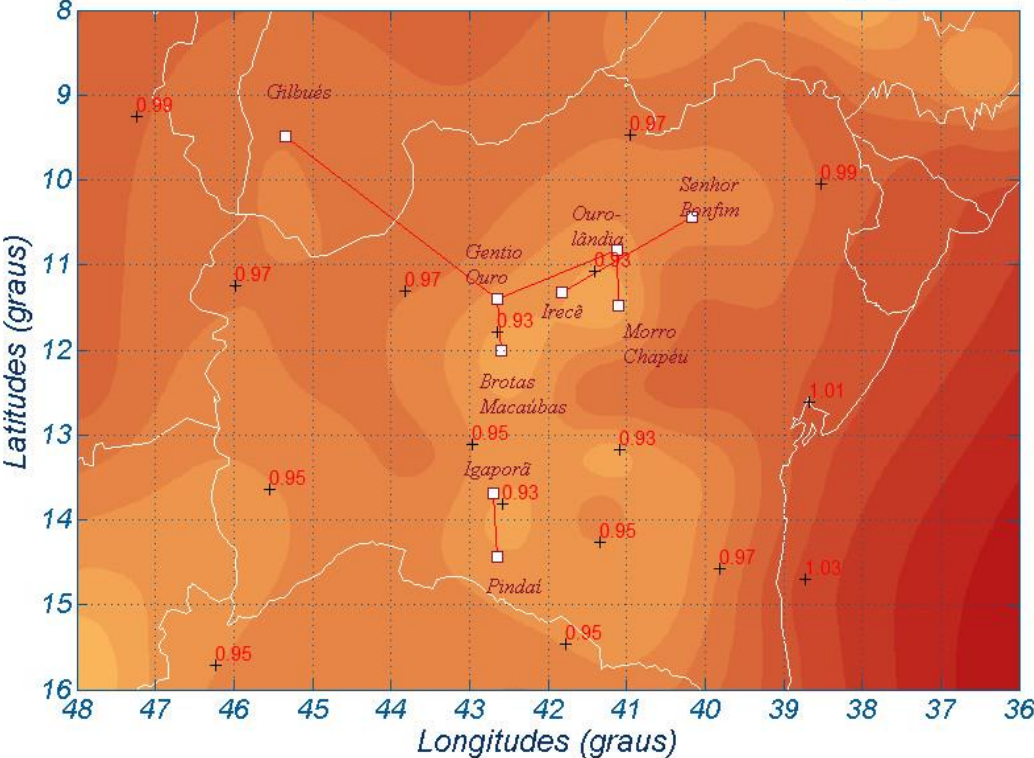 8
9
10
11
12
13
14
15
16
Latitudes (graus)
0.99
Gilbués
0.97
0.99
Senhor
Bonfim
Ouro-
lândia
Gentio
Ouro
0.93
0.97
0.97
Irecê
0.93
Morro
Chapéu
Brotas
Macaúbas
1.01
0.95
0.93
Igaporã
0.95
0.93
0.95
0.97
1.03
Pindaí
0.95
0.95
48 47 46 45 44 43 42 41 40 39 38 37 36
Longitudes (graus)